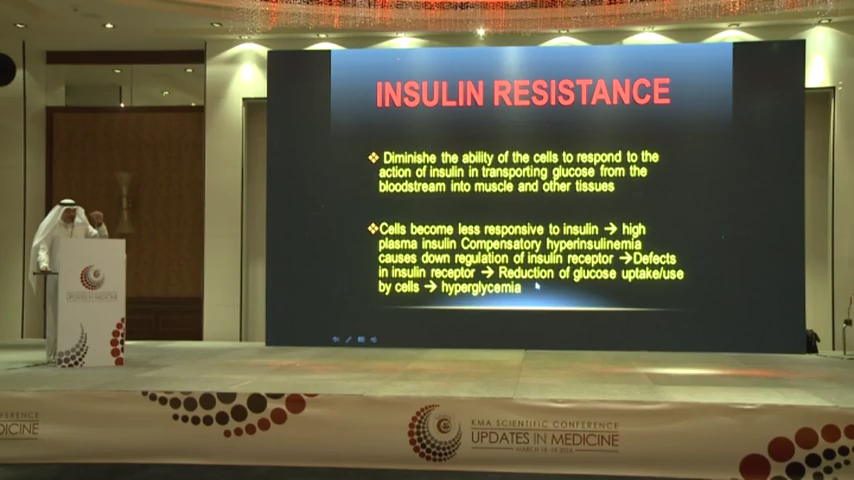 INSULIN RESISTANCE
Diminishe the ability of the cells to respond to the
action of insulin in transporting glucose from the
bloodstream into muscle and other tissues
Cells become less responsive to insulin → high
plasma insulin Compensatory hyperinsulinemia
causes down regulation of insulin receptor →Defects
in insulin receptor → Reduction of glucose uptake/use
by cells → hyperglycemia
UPDATES IN MEDICINE
FERENCE
DICINE
KMA SCIENTIFIC CONFERENCE
UPDATES IN MEDICINE